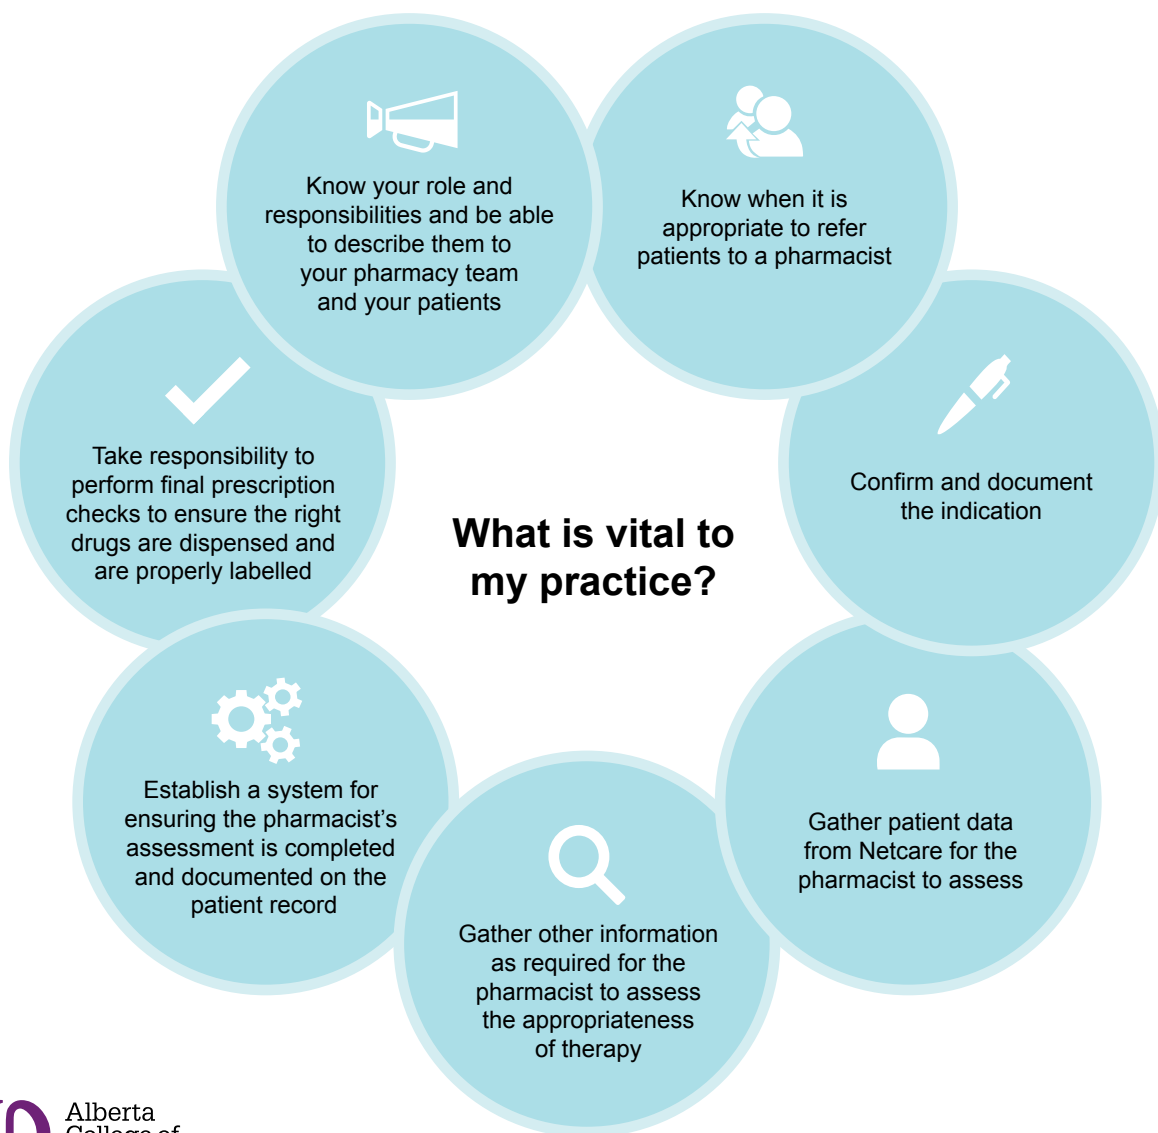 Know your role and
responsibilities and be able
to describe them to
your pharmacy team
and your patients
Know when it is
appropriate to refer
patients to a pharmacist
Confirm and document
the indication
Gather patient data
from Netcare for the
pharmacist to assess
Gather other information
as required for the
pharmacist to assess
the appropriateness
of therapy
Establish a system for
ensuring the pharmacist’s
assessment is completed
and documented on the
patient record
Take responsibility to
perform final prescription
checks to ensure the right
drugs are dispensed and
are properly labelled
What is vital to
my practice?
Alberta
College of